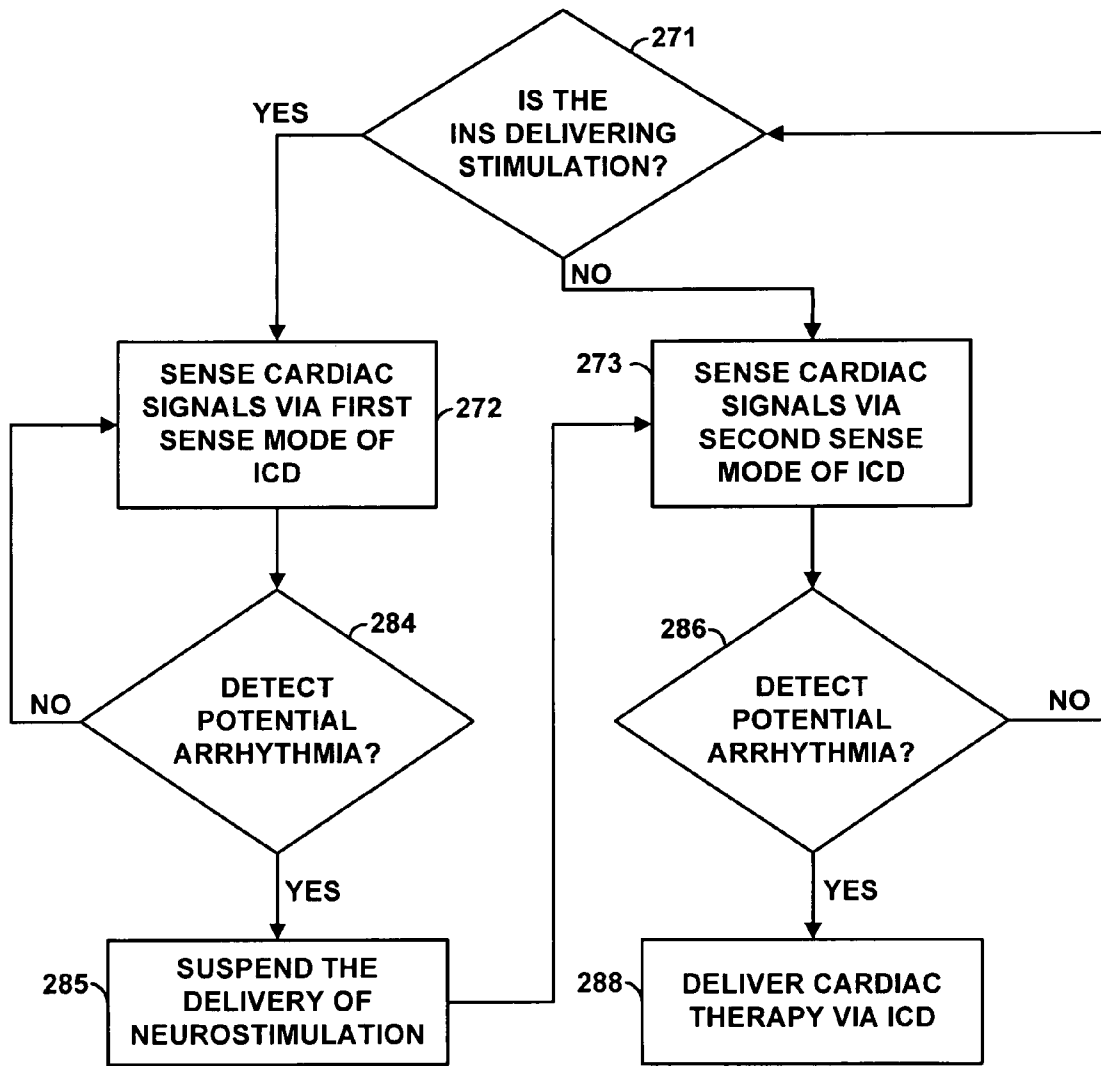 271
IS THE
INS DELIVERING
STIMULATION?
YES
NO
SENSE CARDIAC
SIGNALS VIA FIRST
SENSE MODE OF
ICD
272
273
SENSE CARDIAC
SIGNALS VIA
SECOND SENSE
MODE OF ICD
284
DETECT
POTENTIAL
ARRHYTHMIA?
NO
YES
286
DETECT
POTENTIAL
ARRHYTHMIA?
NO
YES
285
SUSPEND THE
DELIVERY OF
NEUROSTIMULATION
288
DELIVER CARDIAC
THERAPY VIA ICD